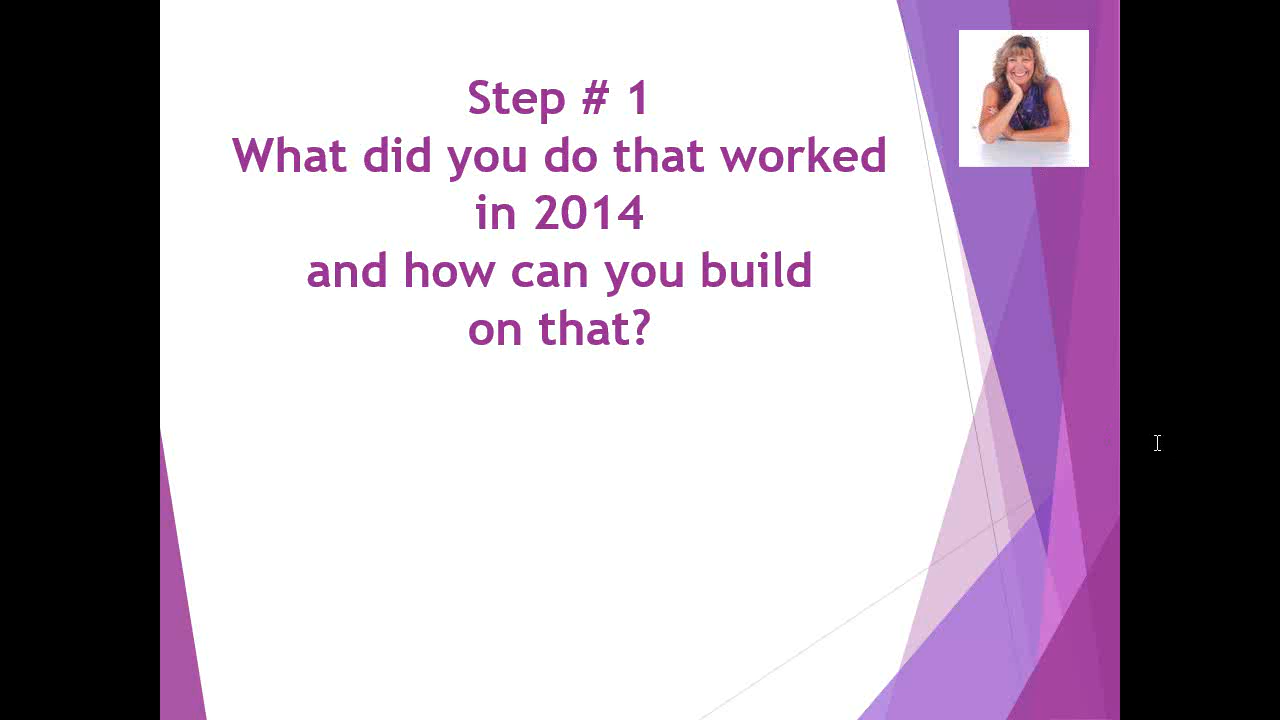 Step # 1
What did you do that worked
in 2014
and how can you build
on that?